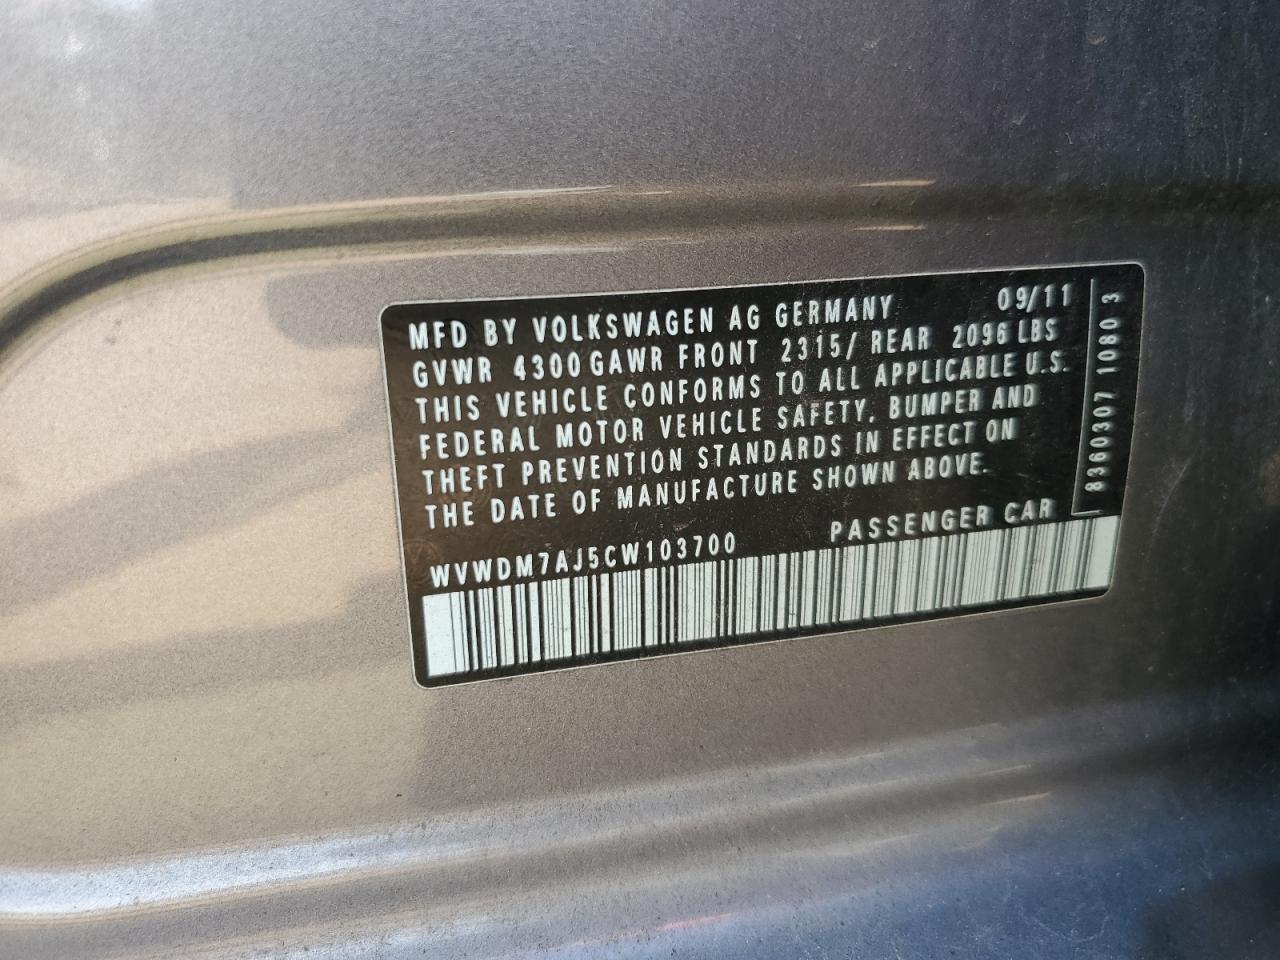 MFD BY VOLKSWAGEN AG GERMANY 09/11
GVWR 4300 GAWR FRONT 2315/ REAR 2096 LBS
THIS VEHICLE CONFORMS TO ALL APPLICABLE U.S.
FEDERAL MOTOR VEHICLE SAFETY, BUMPER AND
THEFT PREVENTION STANDARDS IN EFFECT ON
THE DATE OF MANUFACTURE SHOWN ABOVE.
WVWDM7AJ5CW103700 PASSENGER CAR
8360307 1080 3